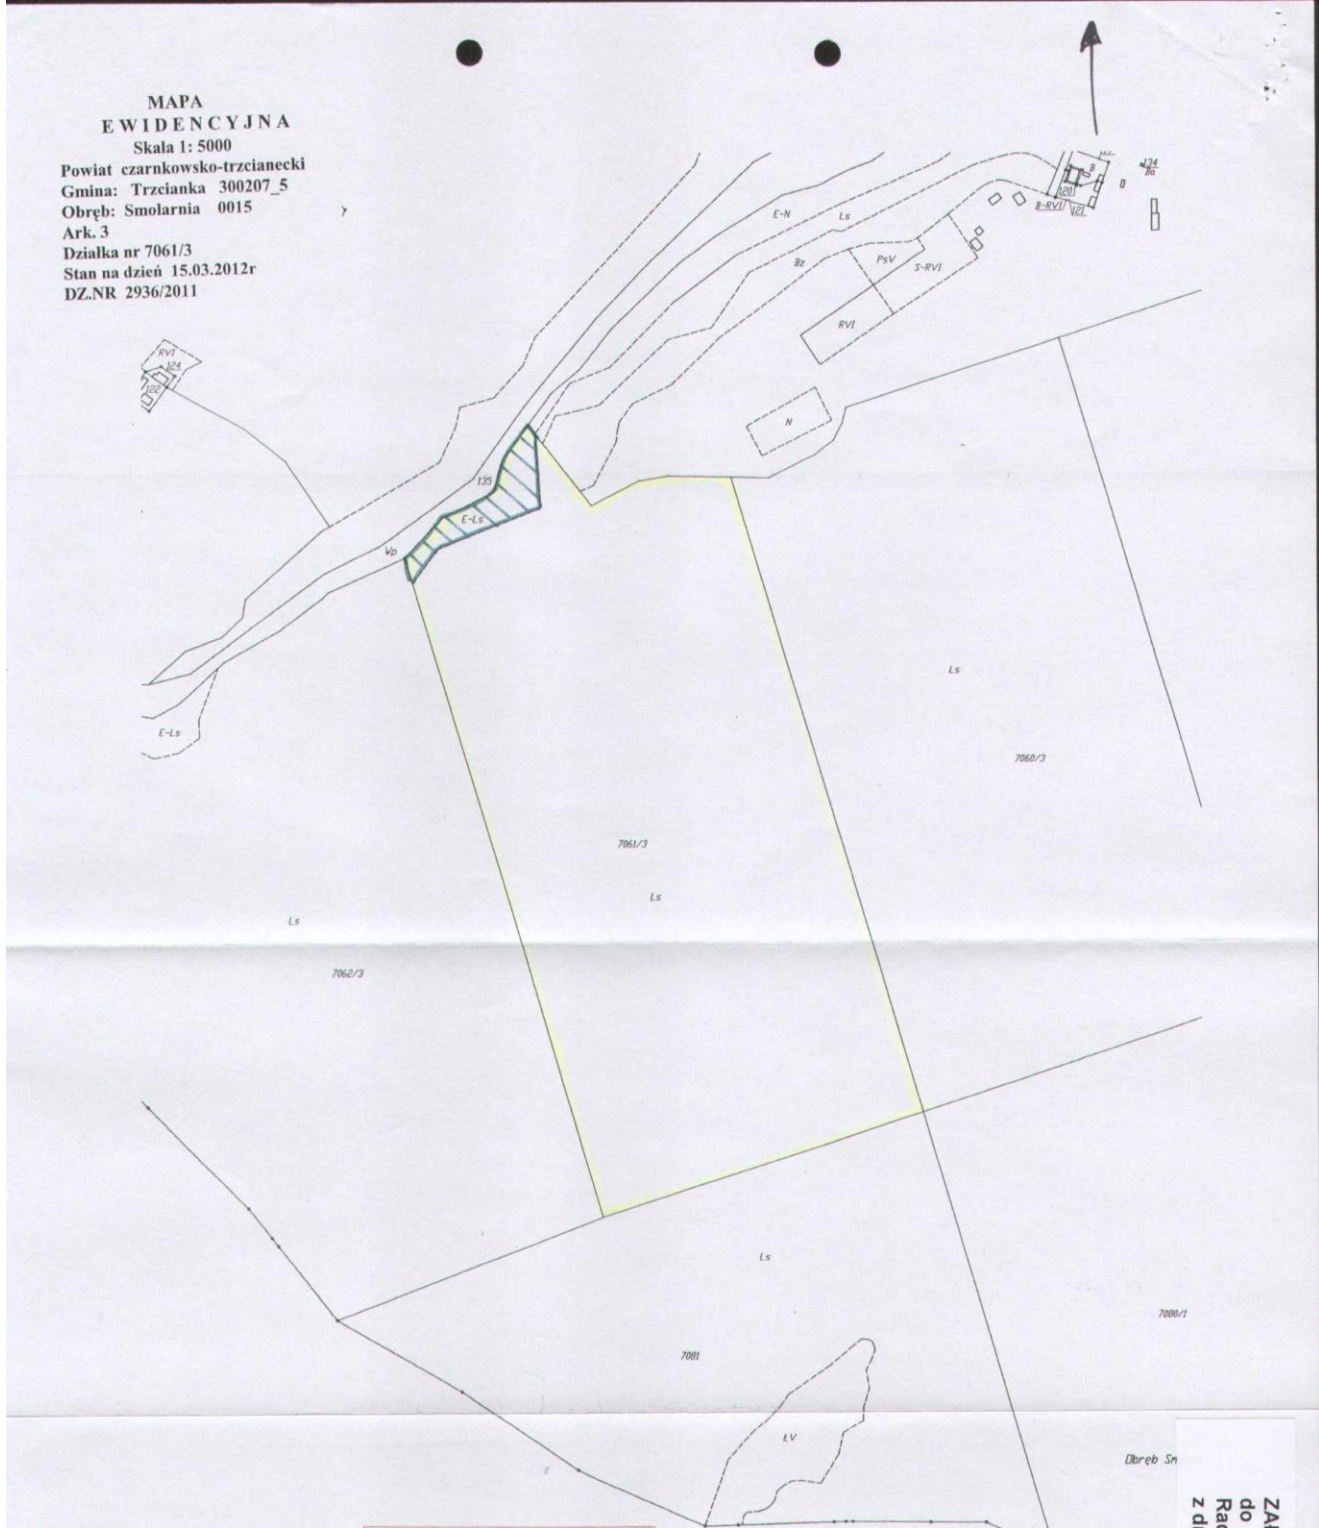 MAPA
EWIDENCYJNA
Skala 1: 5000
Powiat czarnkowsko-trzcianecki
Gmina: Trzcianka 300207_5
Obręb: Smolarnia 0015
Ark. 3
Działka nr 7061/3
Stan na dzień 15.03.2012r
DZ.NR 2936/2011
134
Ba
B
120
B-RVI
121
E-N
Ls
Bz
PsV
S-RVI
RVI
RVI
124
122
N
135
E-Ls
Wp
Ls
E-Ls
7060/3
7061/3
Ls
Ls
7062/3
Ls
7080/1
7081
ŁV
Obręb Sm
do